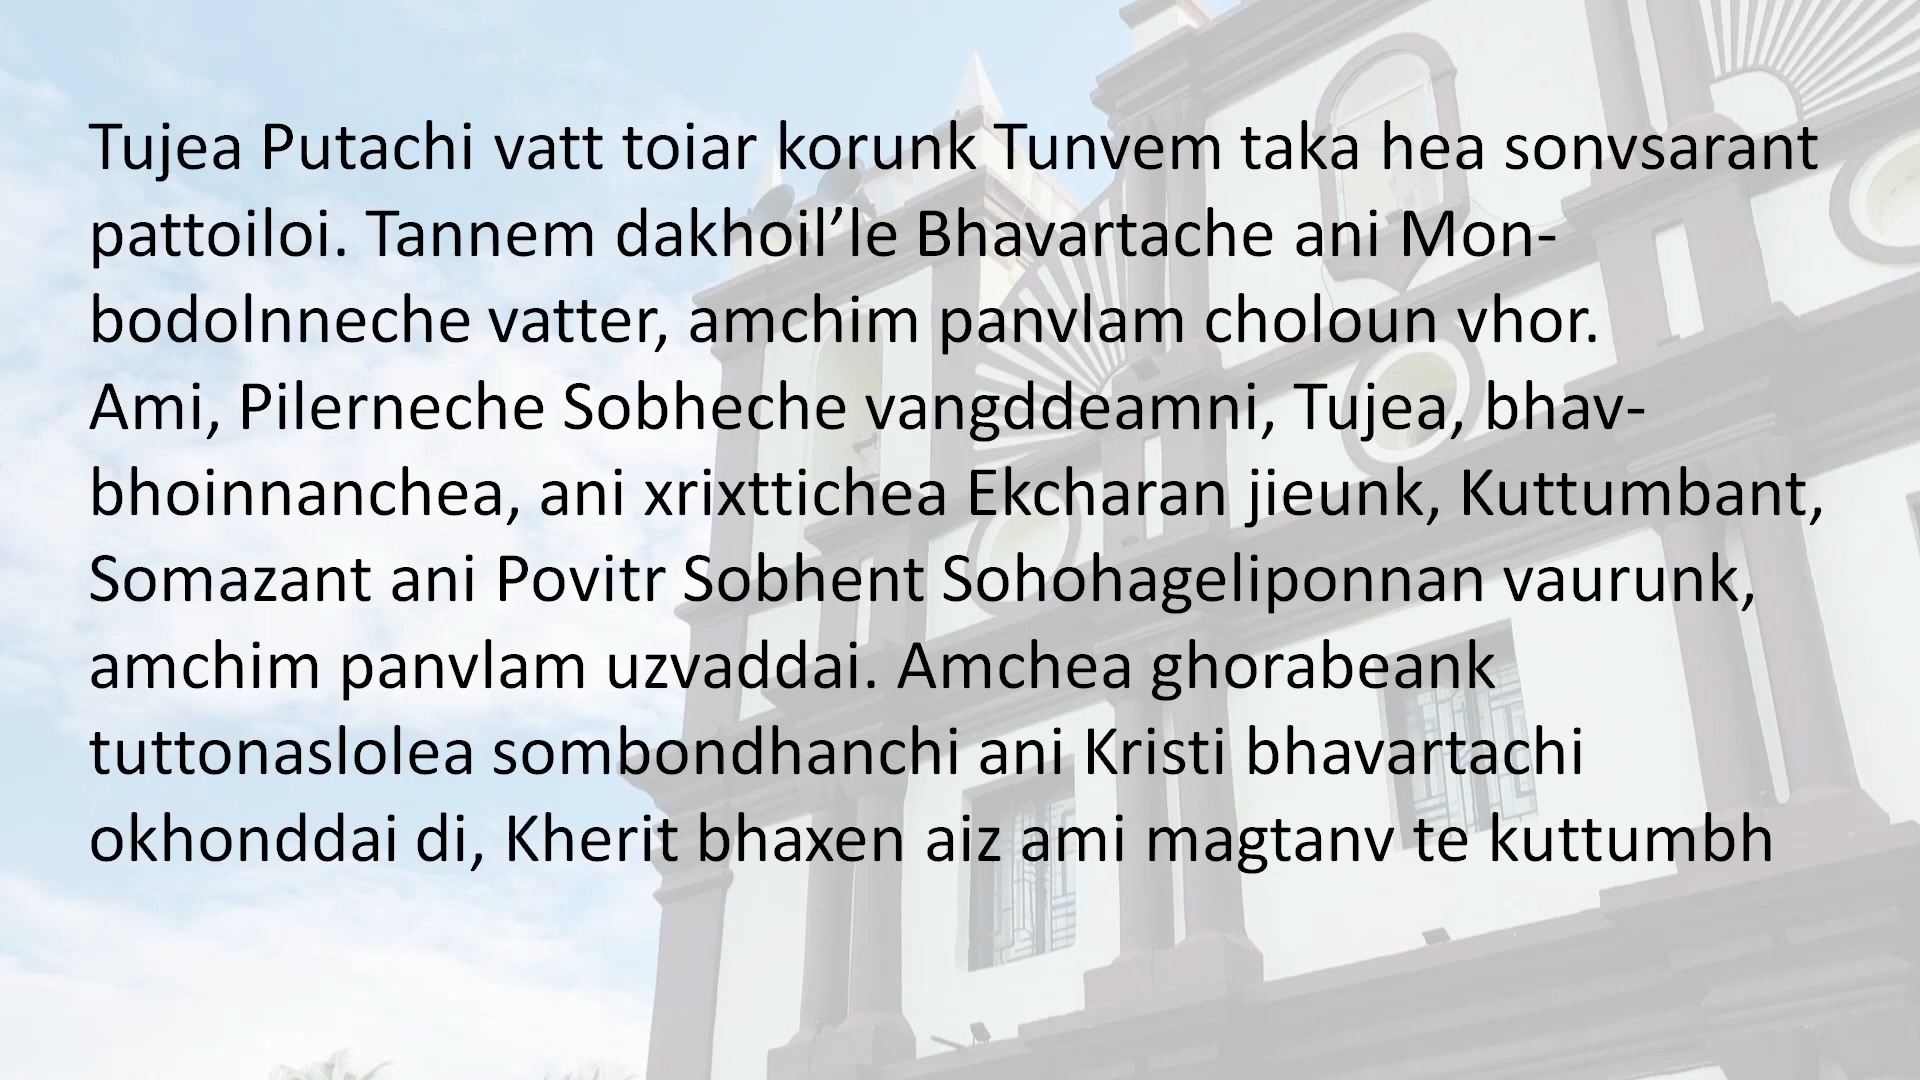 Tujea Putachi vatt toiar korunk Tunvem taka hea sonvsarant
pattoiloi. Tannem dakhoil’le Bhavartache ani Mon-
bodolnneche vatter, amchim panvlam choloun vhor.
Ami, Pilerneche Sobheche vangddeamni, Tujea, bhav-
bhoinnanchea, ani xrixttichea Ekcharan jieunk, Kuttumbant,
Somazant ani Povitr Sobhent Sohohageliponnan vaurunk,
amchim panvlam uzvaddai. Amchea ghorabeank
tuttonaslolea sombondhanchi ani Kristi bhavartachi
okhonddai di, Kherit bhaxen aiz ami magtanv te kuttumbh